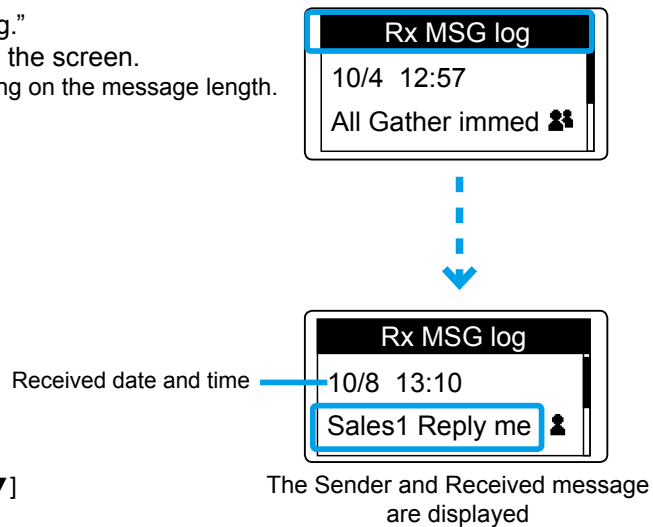 g.”
the screen.
ng on the message length.
Rx MSG log
10/4 12:57
All Gather immed
Rx MSG log
Received date and time
10/8 13:10
Sales1 Reply me
▼]
The Sender and Received message
are displayed